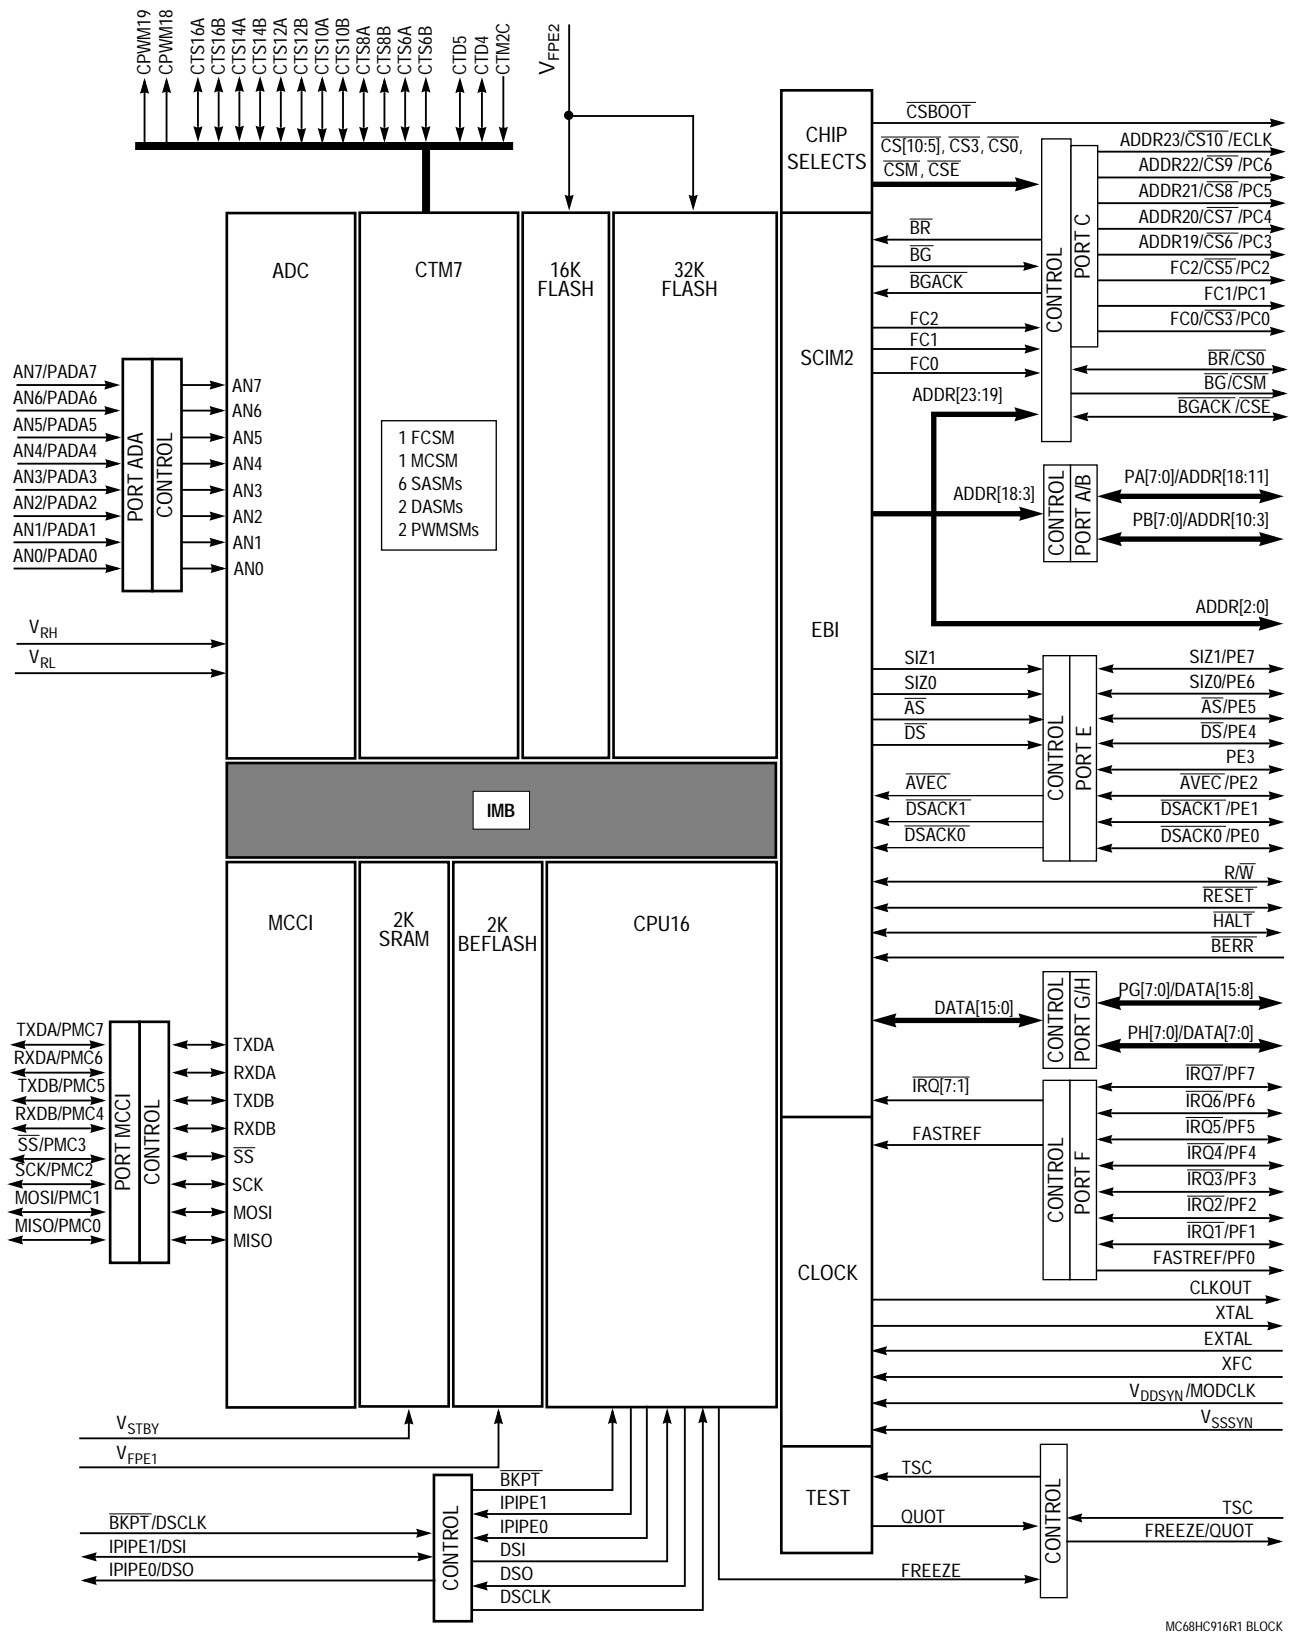 CPWM19
CPWM18
CTS16A
CTS16B
CTS14A
CTS14B
CTS12A
CTS12B
CTS10A
CTS10B
CTS8A
CTS8B
CTS6A
CTS6B
CTD5
CTD4
CTM2C
VFPE2
CHIP
SELECTS
CSBOOT
CS[10:5], CS3, CS0,
CSM, CSE
BR
BG
BGACK
FC2
FC1
FC0
ADDR[23:19]
CONTROL
PORT C
ADDR23/CS10/ECLK
ADDR22/CS9/PC6
ADDR21/CS8/PC5
ADDR20/CS7/PC4
ADDR19/CS6/PC3
FC2/CS5/PC2
FC1/PC1
FC0/CS3/PC0
BR/CS0
BG/CSM
BGACK/CSE
ADC
CTM7
16K
FLASH
32K
FLASH
SCIM2
1 FCSM
1 MCSM
6 SASMs
2 DASMs
2 PWMSMs
AN7/PADA7
AN6/PADA6
AN5/PADA5
AN4/PADA4
AN3/PADA3
AN2/PADA2
AN1/PADA1
AN0/PADA0
PORT ADA
CONTROL
AN7
AN6
AN5
AN4
AN3
AN2
AN1
AN0
VRH
VRL
ADDR[18:3]
CONTROL
PORT A/B
PA[7:0]/ADDR[18:11]
PB[7:0]/ADDR[10:3]
ADDR[2:0]
EBI
SIZ1
SIZ0
AS
DS
AVEC
DSACK1
DSACK0
CONTROL
PORT E
SIZ1/PE7
SIZ0/PE6
AS/PE5
DS/PE4
PE3
AVEC/PE2
DSACK1/PE1
DSACK0/PE0
R/W
RESET
HALT
BERR
IMB
MCCI
2K
SRAM
2K
BEFLASH
CPU16
DATA[15:0]
CONTROL
PORT G/H
PG[7:0]/DATA[15:8]
PH[7:0]/DATA[7:0]
TXDA/PMC7
RXDA/PMC6
TXDB/PMC5
RXDB/PMC4
SS/PMC3
SCK/PMC2
MOSI/PMC1
MISO/PMC0
PORT MCCI
CONTROL
TXDA
RXDA
TXDB
RXDB
SS
SCK
MOSI
MISO
IRQ[7:1]
FASTREF
CONTROL
PORT F
IRQ7/PF7
IRQ6/PF6
IRQ5/PF5
IRQ4/PF4
IRQ3/PF3
IRQ2/PF2
IRQ1/PF1
FASTREF/PF0
CLOCK
CLKOUT
XTAL
EXTAL
XFC
VDDSYN/MODCLK
VSSSYN
VSTBY
VFPE1
BKPT/DSCLK
IPIPE1/DSI
IPIPE0/DSO
CONTROL
BKPT
IPIPE1
IPIPE0
DSI
DSO
DSCLK
TEST
TSC
QUOT
FREEZE
CONTROL
TSC
FREEZE/QUOT
MC68HC916R1 BLOCK